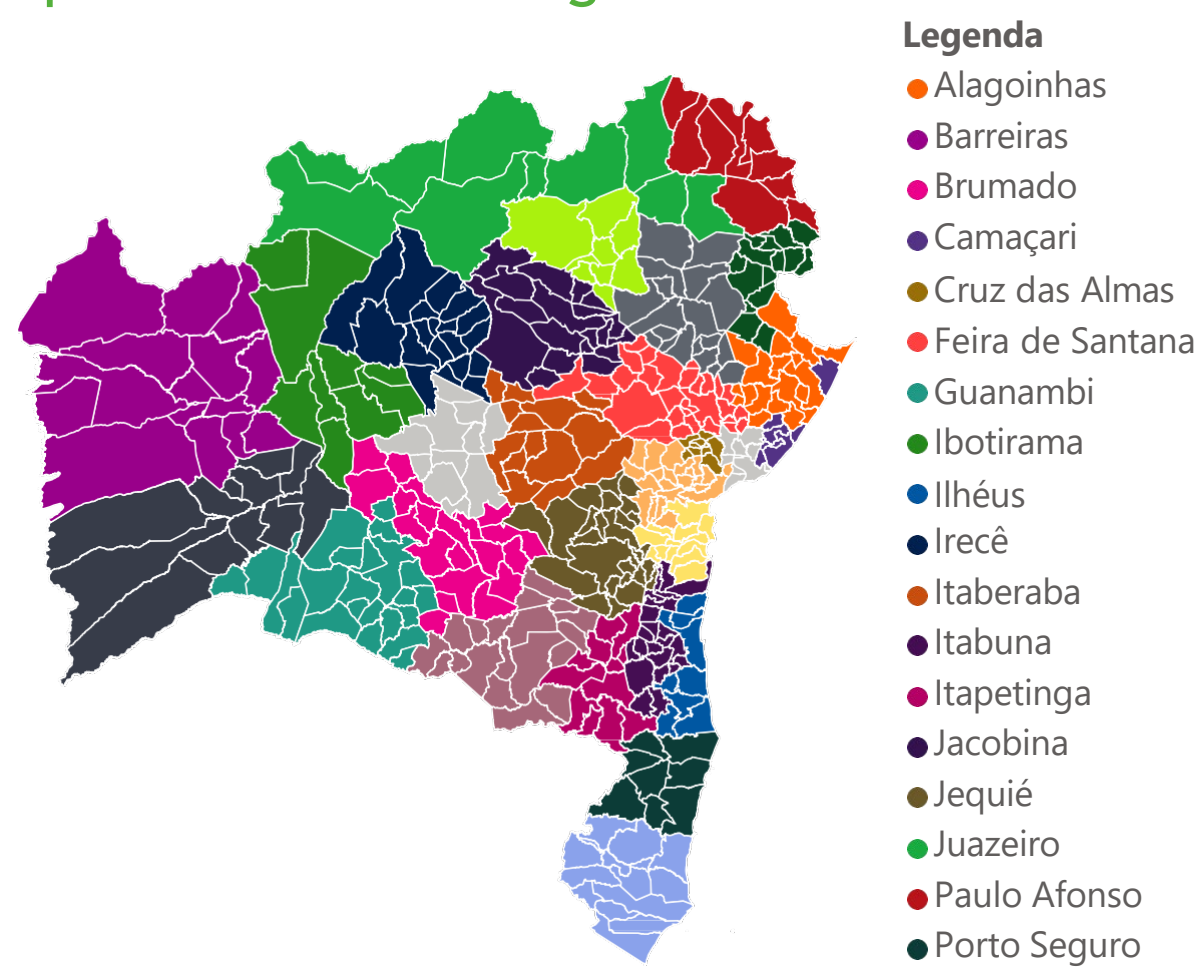 Legenda
Alagoinhas
Barreiras
Brumado
Camaçari
Cruz das Almas
Feira de Santana
Guanambi
Ibotirama
Ilhéus
Irecê
Itaberaba
Itabuna
Itapetinga
Jacobina
Jequié
Juazeiro
Paulo Afonso
Porto Seguro